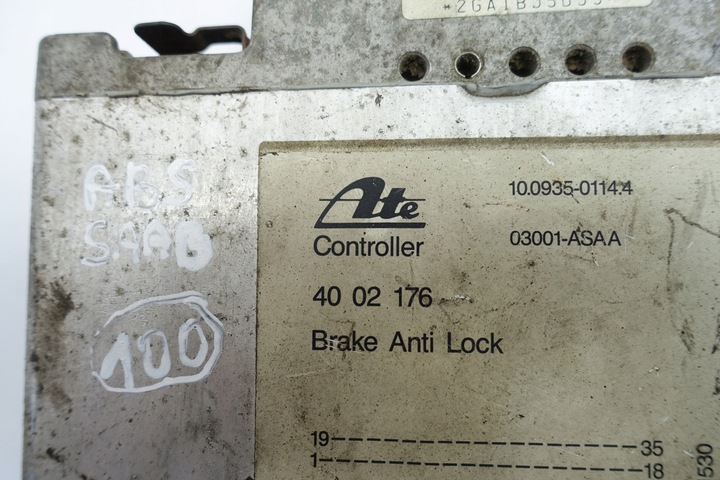 ABS
SAAB
100
Ate
10.0935-0114.4
Controller
03001-ASAA
40 02 176
Brake Anti Lock
19 35
1 18
530